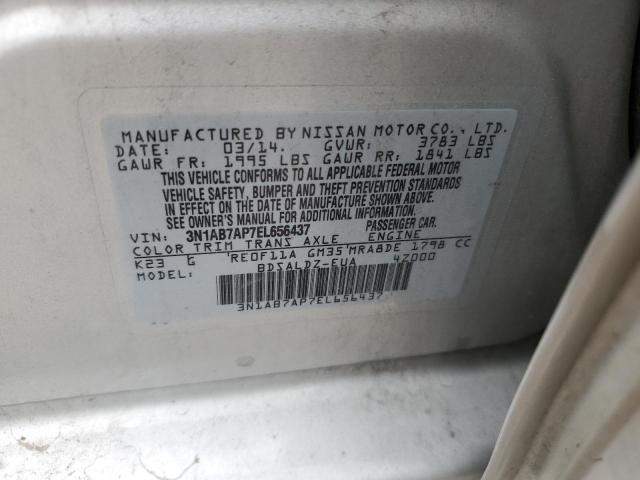 MANUFACTURED BY NISSAN MOTOR CO., LTD.
DATE: 03/14. GVWR: 3783 LBS
GAWR FR: 1995 LBS GAWR RR: 1841 LBS
THIS VEHICLE CONFORMS TO ALL APPLICABLE FEDERAL MOTOR
VEHICLE SAFETY, BUMPER AND THEFT PREVENTION STANDARDS
IN EFFECT ON THE DATE OF MANUFACTURE SHOWN ABOVE.
SEE OWNER'S MANUAL FOR ADDITIONAL INFORMATION.
VIN: 3N1AB7AP7EL656437 PASSENGER CAR.
COLOR TRIM TRANS AXLE ENGINE
K23 G RE0F11A GM35 MRA8DE 1798 CC
MODEL: BDSALDZ-EUA 4Z000
3N1AB7AP7EL656437